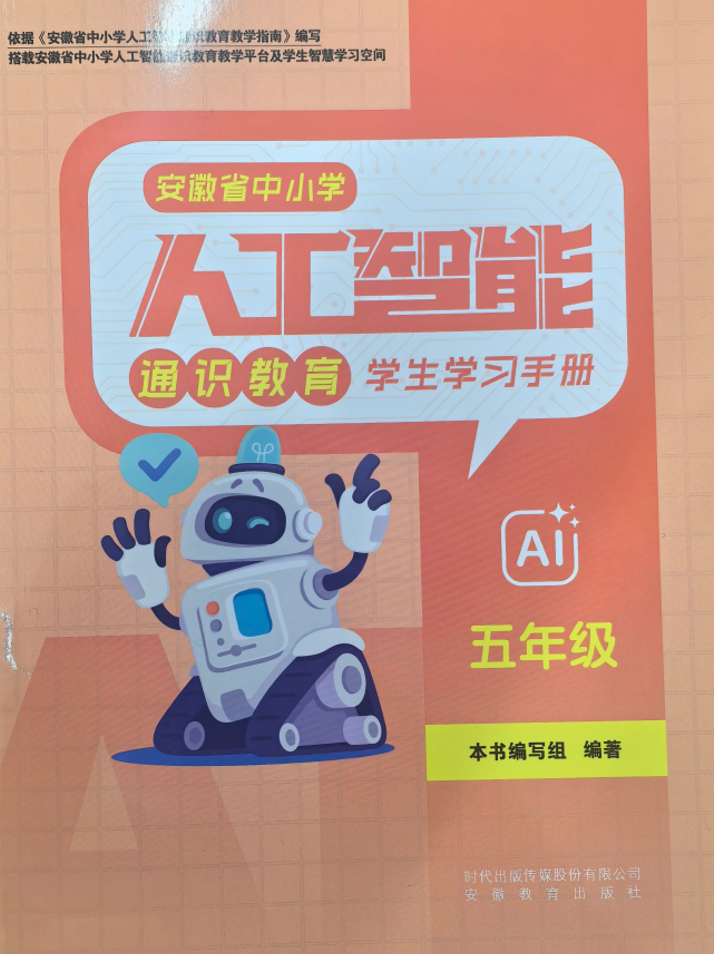 依据《安徽省中小学人工智能通识教育教学指南》编写
搭载安徽省中小学人工智能通识教育教学平台及学生智慧学习空间
安徽省中小学
人工智能
通识教育 学生学习手册
AI
五年级
本书编写组 编著
时代出版传媒股份有限公司
安徽教育出版社